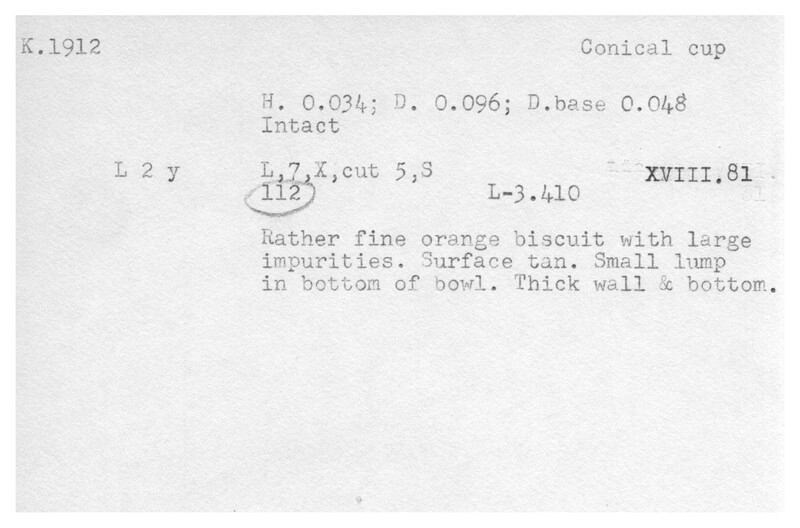 K.1912 Conical cup
H. 0.034; D. 0.096; D.base 0.048
Intact
L 2 y L,7,X,cut 5,S XVIII.81
112 L-3.410
Rather fine orange biscuit with large
impurities. Surface tan. Small lump
in bottom of bowl. Thick wall & bottom.